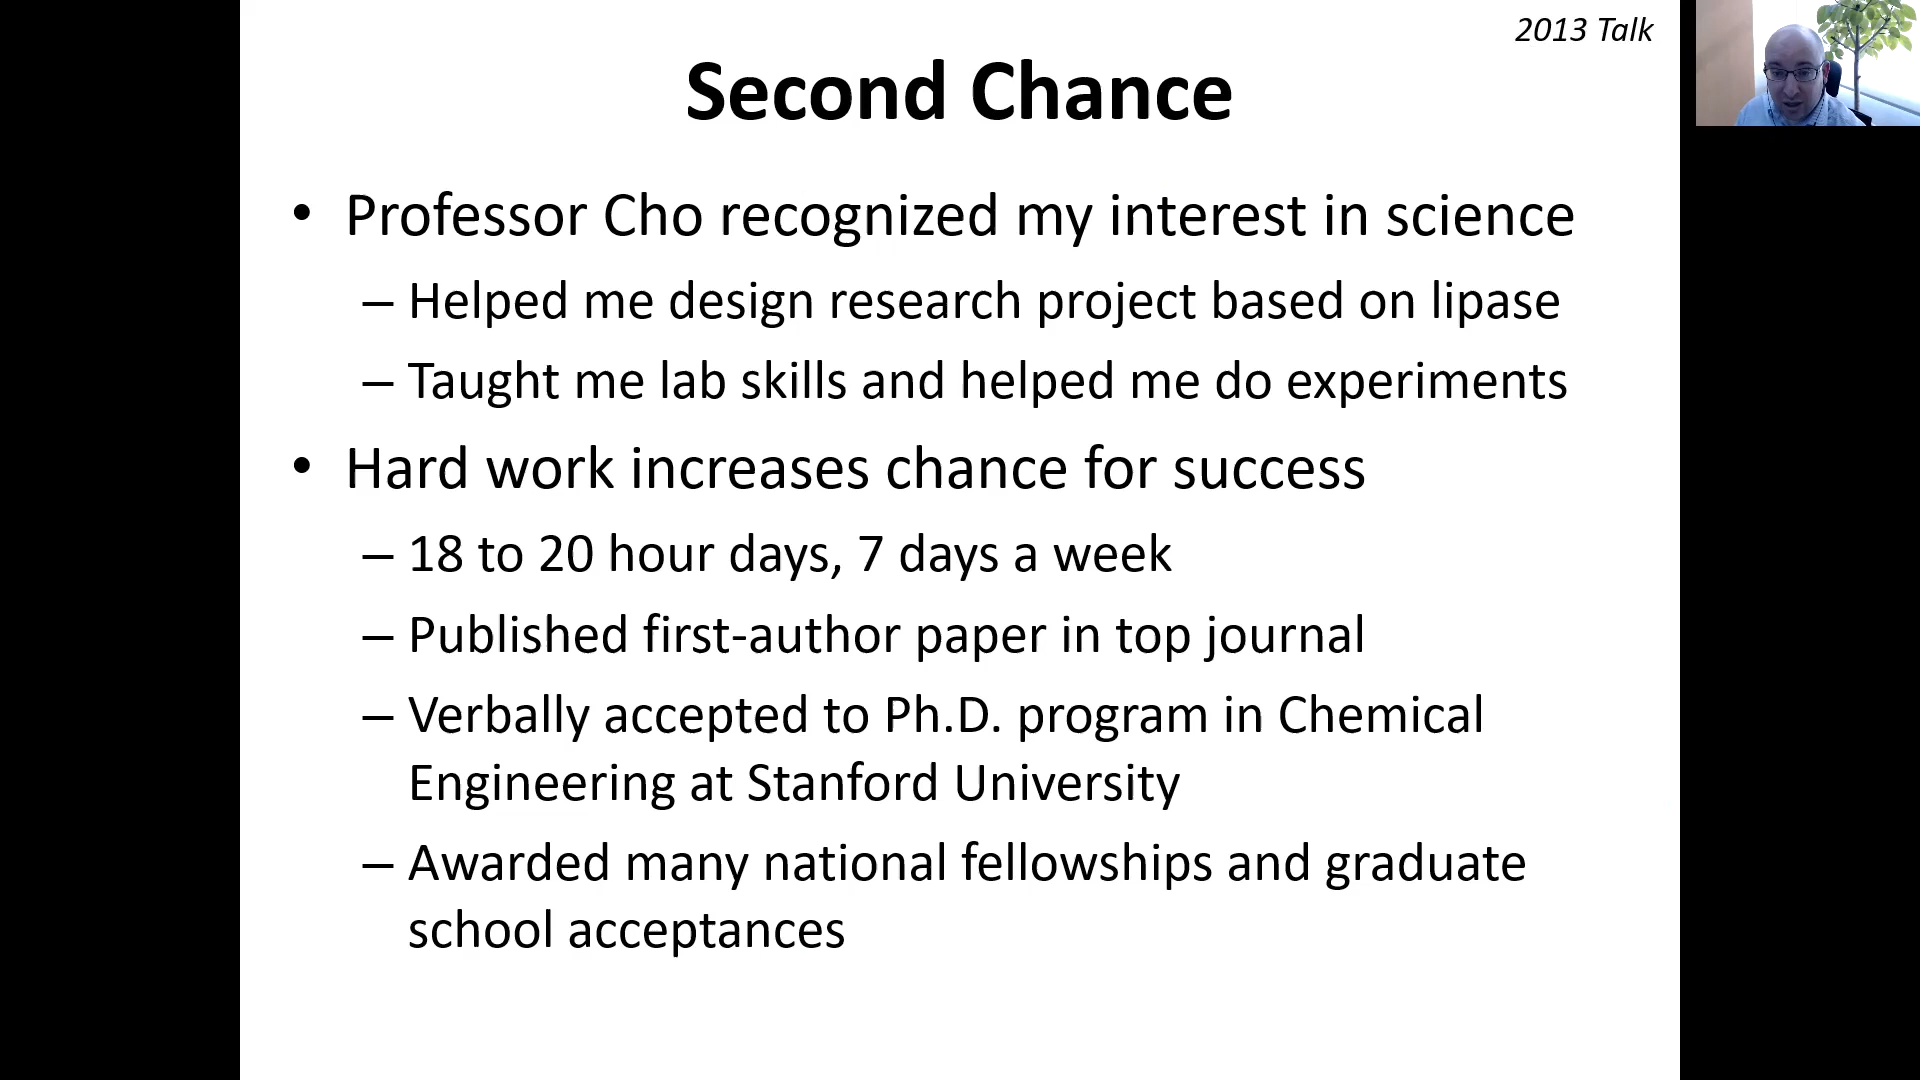 2013 Talk
Second Chance
• Professor Cho recognized my interest in science
– Helped me design research project based on lipase
– Taught me lab skills and helped me do experiments
• Hard work increases chance for success
– 18 to 20 hour days, 7 days a week
– Published first-author paper in top journal
– Verbally accepted to Ph.D. program in Chemical
Engineering at Stanford University
– Awarded many national fellowships and graduate
school acceptances